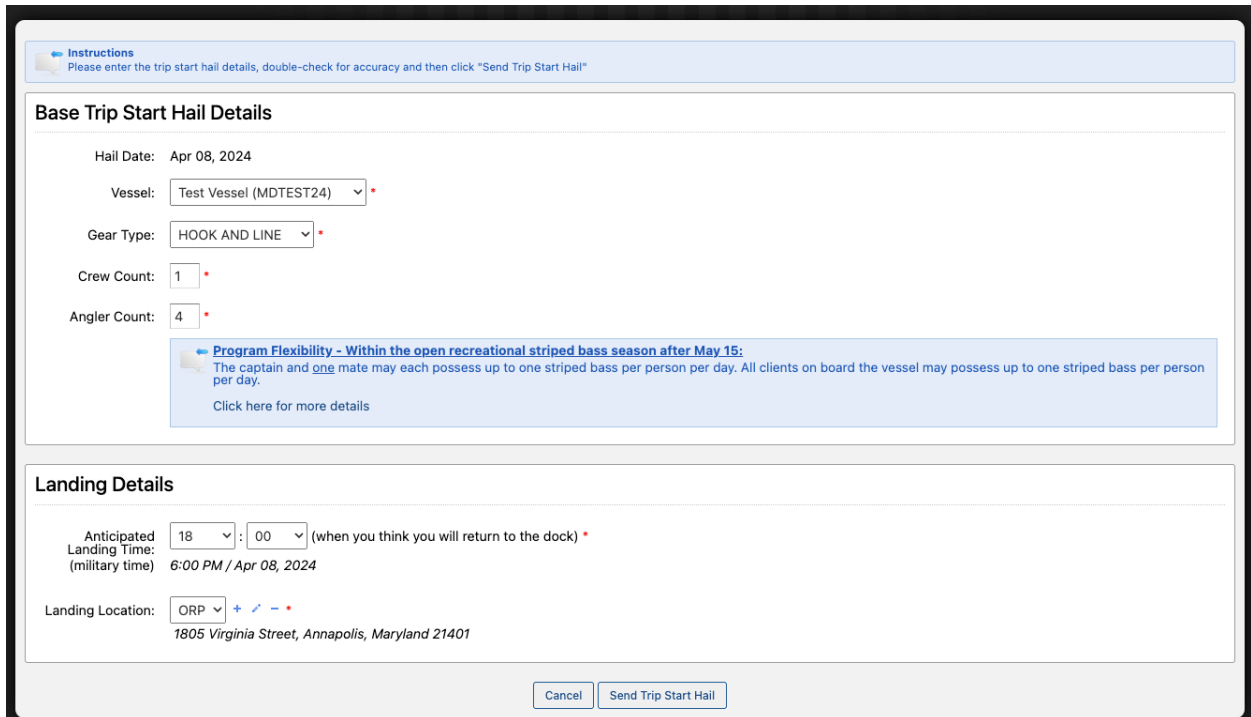 Instructions
Please enter the trip start hail details, double-check for accuracy and then click "Send Trip Start Hail"
Base Trip Start Hail Details
Hail Date: Apr 08, 2024
Vessel: Test Vessel (MDTEST24) *
Gear Type: HOOK AND LINE *
Crew Count: 1 *
Angler Count: 4 *
Program Flexibility - Within the open recreational striped bass season after May 15:
The captain and one mate may each possess up to one striped bass per person per day. All clients on board the vessel may possess up to one striped bass per person
per day.
Click here for more details
Landing Details
Anticipated
Landing Time:
(military time)
18 : 00 (when you think you will return to the dock) *
6:00 PM / Apr 08, 2024
Landing Location: ORP + − *
1805 Virginia Street, Annapolis, Maryland 21401
Cancel Send Trip Start Hail